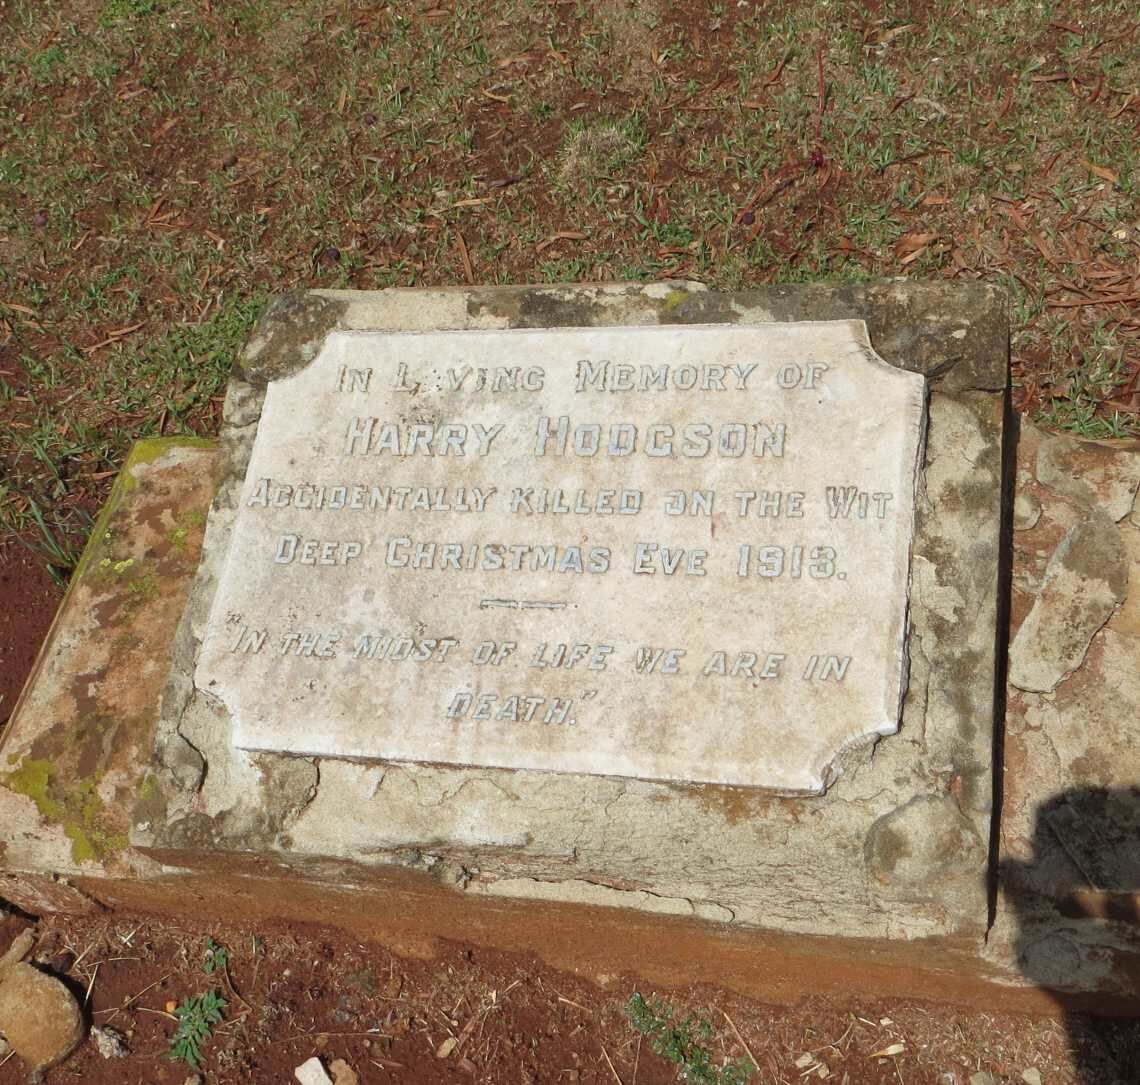 In Loving Memory of
Harry Hodgson
Accidentally killed on the Wit
Deep Christmas Eve 1913.
"In the midst of life we are in
death."